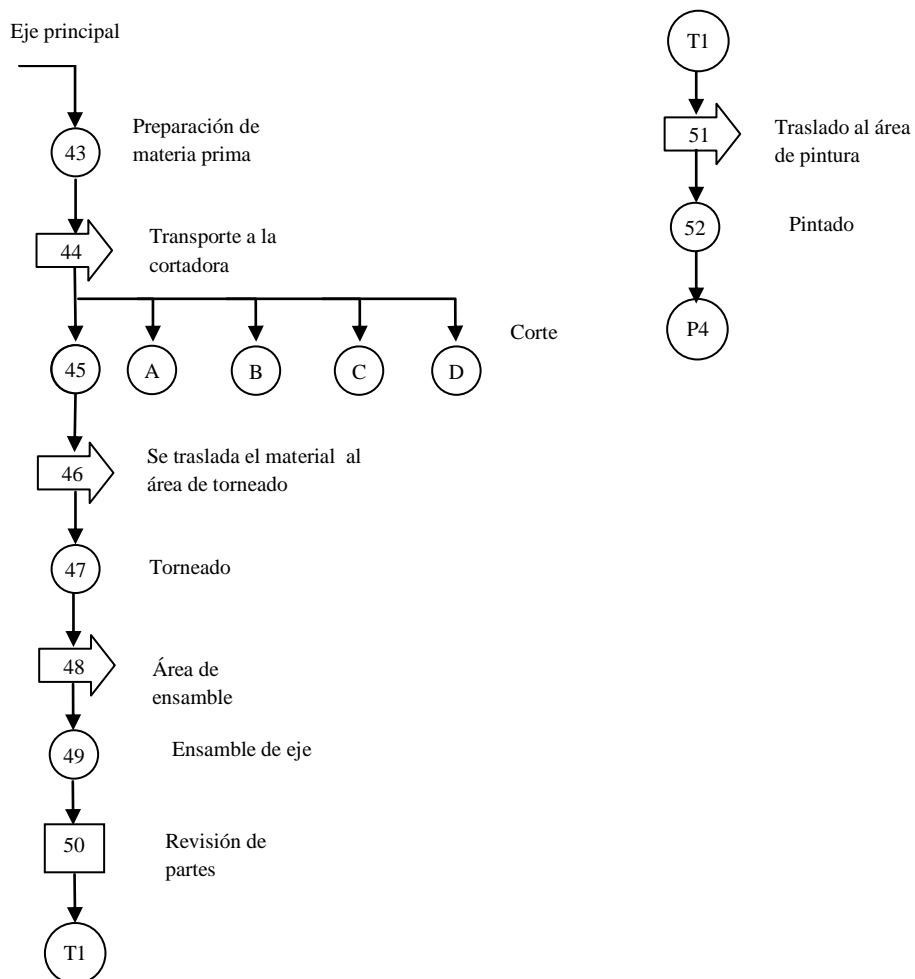 Eje principal
43
Preparación de
materia prima
44
Transporte a la
cortadora
45
A
B
C
D
Corte
46
Se traslada el material al
área de torneado
47
Torneado
48
Área de
ensamble
49
Ensamble de eje
50
Revisión de
partes
T1
T1
51
Traslado al área
de pintura
52
Pintado
P4